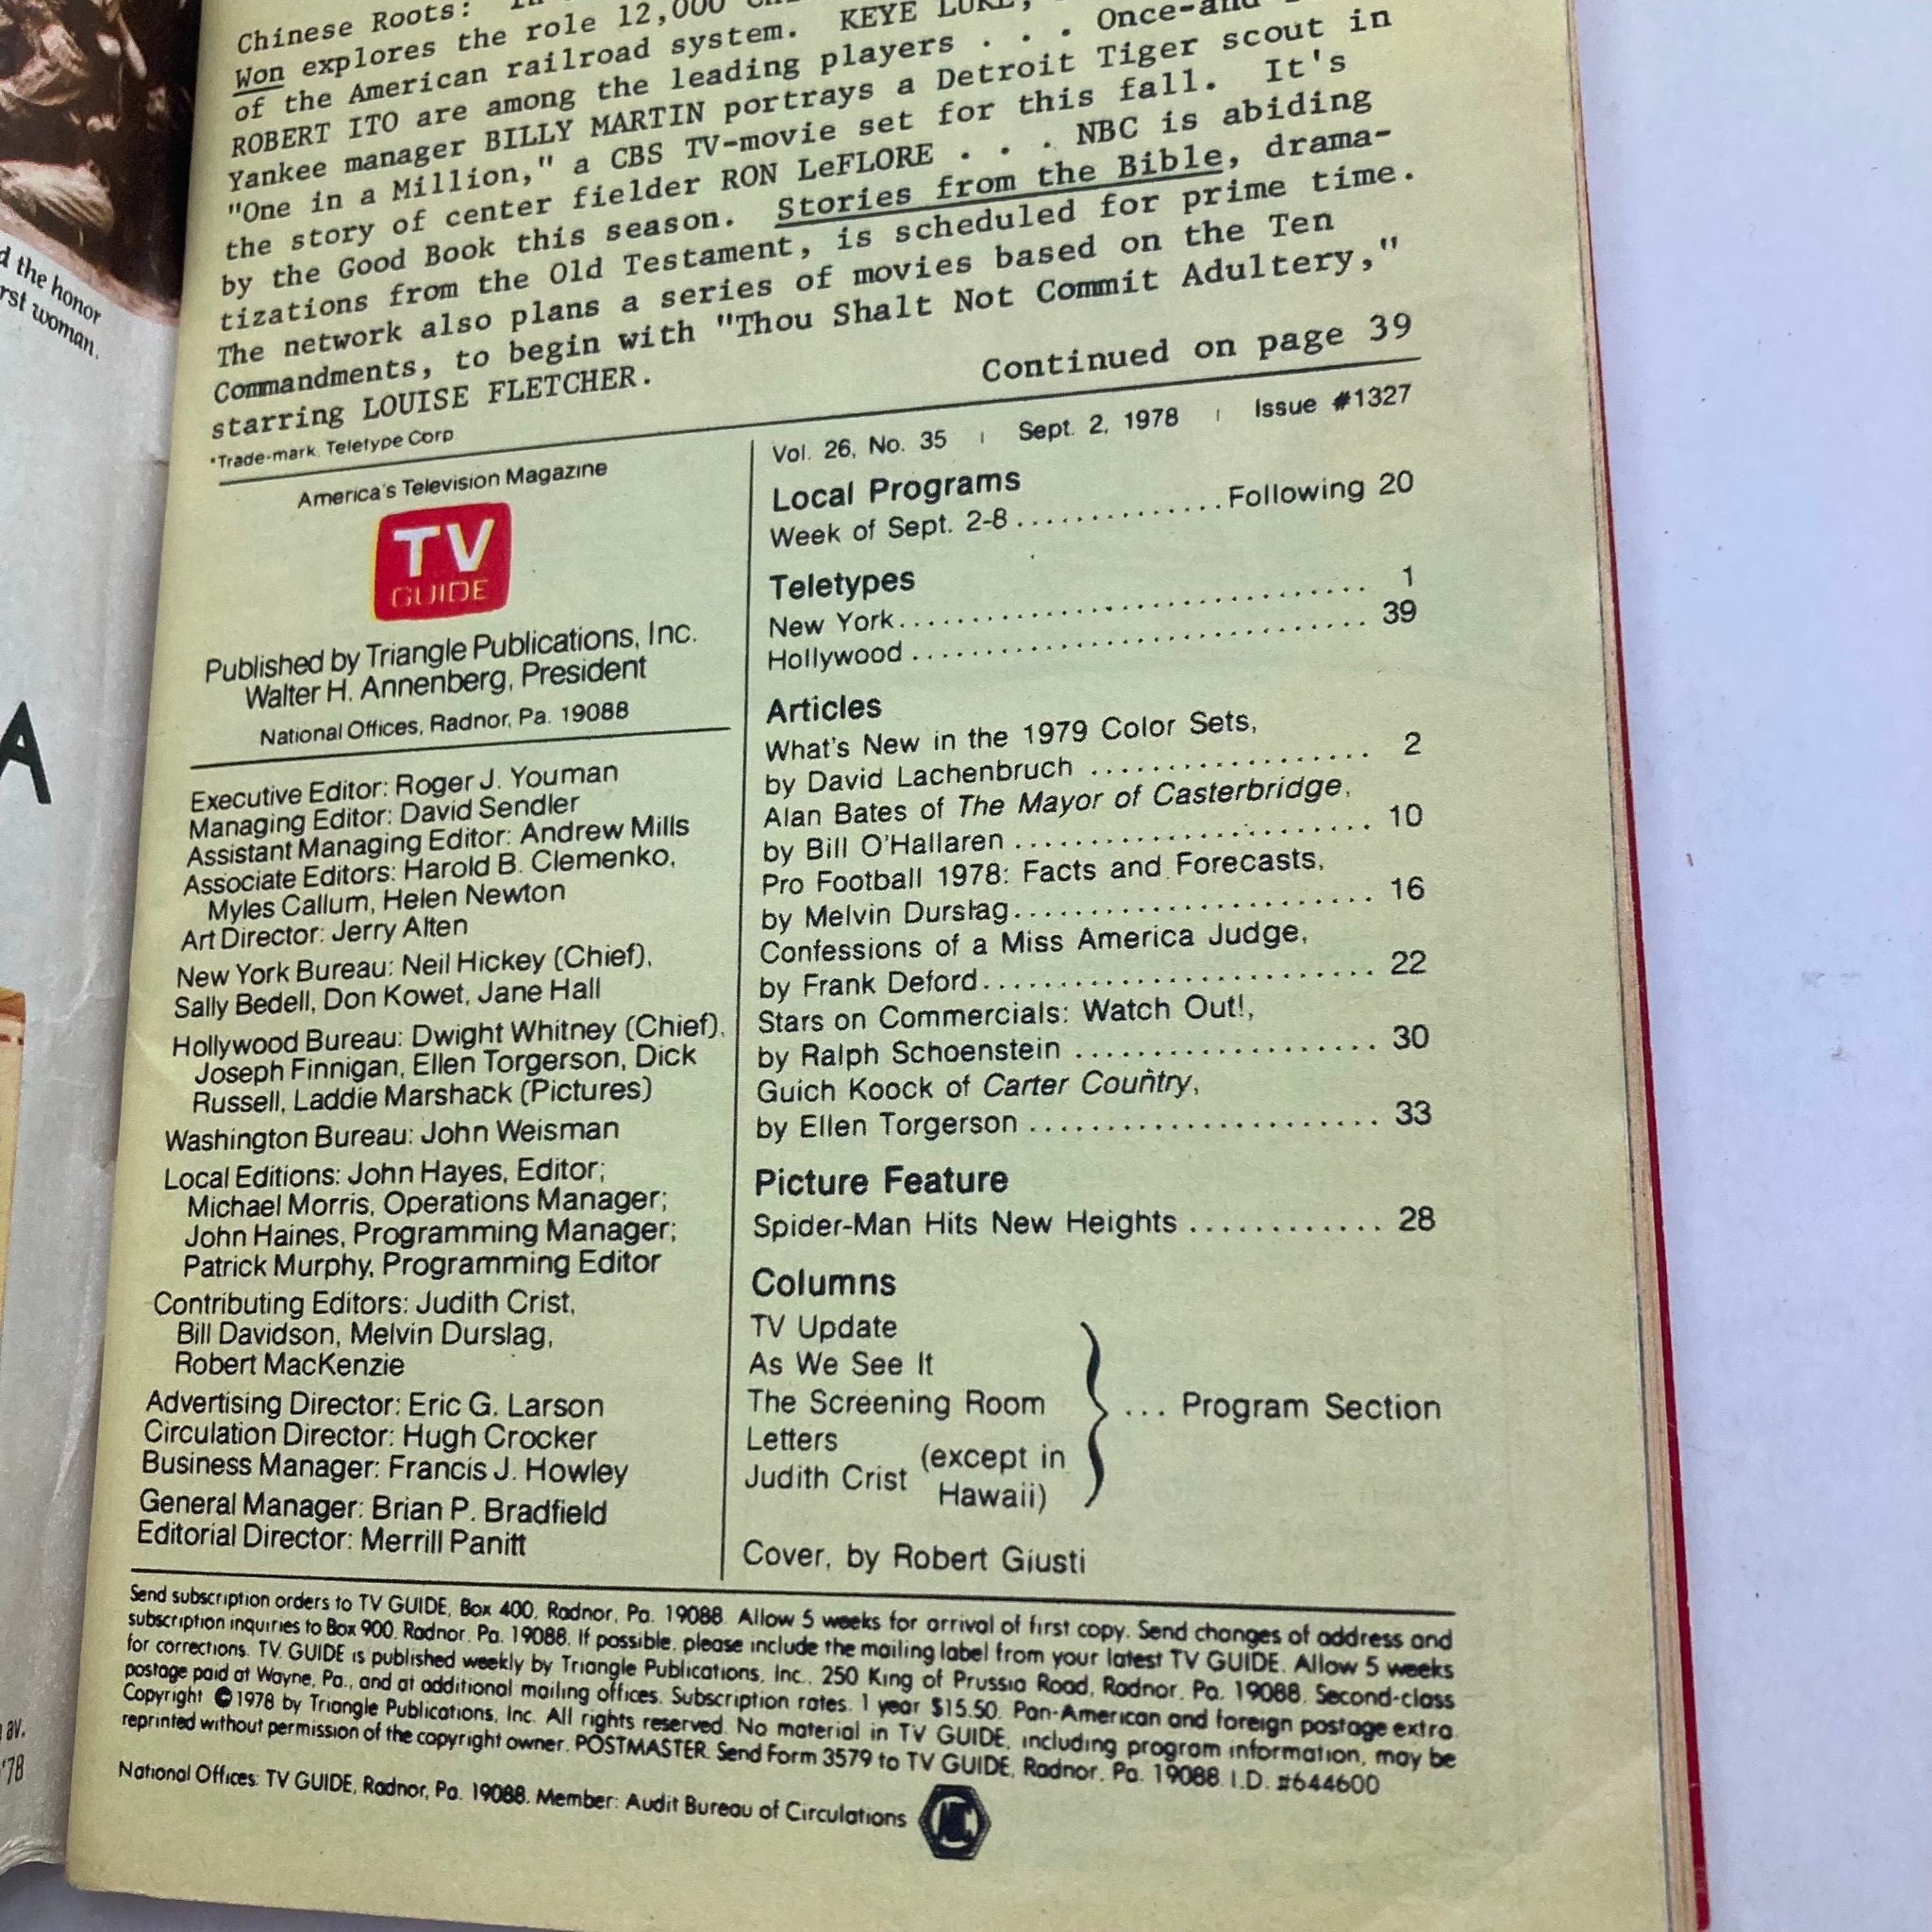 d the honor
rst woman.
A
av.
'78
Chinese Roots:
Won explores the role 12,000
of the American railroad system. KEYE LUKE,
ROBERT ITO are among the leading players . . . Once-and
Yankee manager BILLY MARTIN portrays a Detroit Tiger scout in
"One in a Million," a CBS TV-movie set for this fall. It's
the story of center fielder RON LeFLORE . . . NBC is abiding
by the Good Book this season. Stories from the Bible, drama-
tizations from the Old Testament, is scheduled for prime time.
The network also plans a series of movies based on the Ten
Commandments, to begin with "Thou Shalt Not Commit Adultery,"
starring LOUISE FLETCHER.
Continued on page 39
*Trade-mark, Teletype Corp
America's Television Magazine
TV
GUIDE
Published by Triangle Publications, Inc.
Walter H. Annenberg, President
National Offices, Radnor, Pa. 19088
Executive Editor: Roger J. Youman
Managing Editor: David Sendler
Assistant Managing Editor: Andrew Mills
Associate Editors: Harold B. Clemenko,
Myles Callum, Helen Newton
Art Director: Jerry Alten
New York Bureau: Neil Hickey (Chief),
Sally Bedell, Don Kowet, Jane Hall
Hollywood Bureau: Dwight Whitney (Chief),
Joseph Finnigan, Ellen Torgerson, Dick
Russell, Laddie Marshack (Pictures)
Washington Bureau: John Weisman
Local Editions: John Hayes, Editor;
Michael Morris, Operations Manager;
John Haines, Programming Manager;
Patrick Murphy, Programming Editor
Contributing Editors: Judith Crist,
Bill Davidson, Melvin Durslag,
Robert MacKenzie
Advertising Director: Eric G. Larson
Circulation Director: Hugh Crocker
Business Manager: Francis J. Howley
General Manager: Brian P. Bradfield
Editorial Director: Merrill Panitt
Vol. 26, No. 35 | Sept. 2, 1978 | Issue #1327
Local Programs
Week of Sept. 2-8 .............. Following 20
Teletypes
New York .............................. 1
Hollywood .............................. 39
Articles
What's New in the 1979 Color Sets,
by David Lachenbruch ................... 2
Alan Bates of The Mayor of Casterbridge,
by Bill O'Hallaren ........................ 10
Pro Football 1978: Facts and Forecasts,
by Melvin Durslag ........................ 16
Confessions of a Miss America Judge,
by Frank Deford .......................... 22
Stars on Commercials: Watch Out!,
by Ralph Schoenstein .................... 30
Guich Koock of Carter Country,
by Ellen Torgerson ....................... 33
Picture Feature
Spider-Man Hits New Heights ............ 28
Columns
TV Update
As We See It
The Screening Room
Letters
Judith Crist (except in Hawaii)
... Program Section
Cover, by Robert Giusti
Send subscription orders to TV GUIDE, Box 400, Radnor, Pa. 19088. Allow 5 weeks for arrival of first copy. Send changes of address and
subscription inquiries to Box 900, Radnor, Pa. 19088. If possible, please include the mailing label from your latest TV GUIDE. Allow 5 weeks
for corrections. TV GUIDE is published weekly by Triangle Publications, Inc., 250 King of Prussia Road, Radnor, Pa. 19088. Second-class
postage paid at Wayne, Pa., and at additional mailing offices. Subscription rates. 1 year $15.50. Pan-American and foreign postage extra.
Copyright ©1978 by Triangle Publications, Inc. All rights reserved. No material in TV GUIDE, including program information, may be
reprinted without permission of the copyright owner. POSTMASTER: Send Form 3579 to TV GUIDE, Radnor, Pa. 19088 I.D. #644600
National Offices: TV GUIDE, Radnor, Pa. 19088. Member: Audit Bureau of Circulations